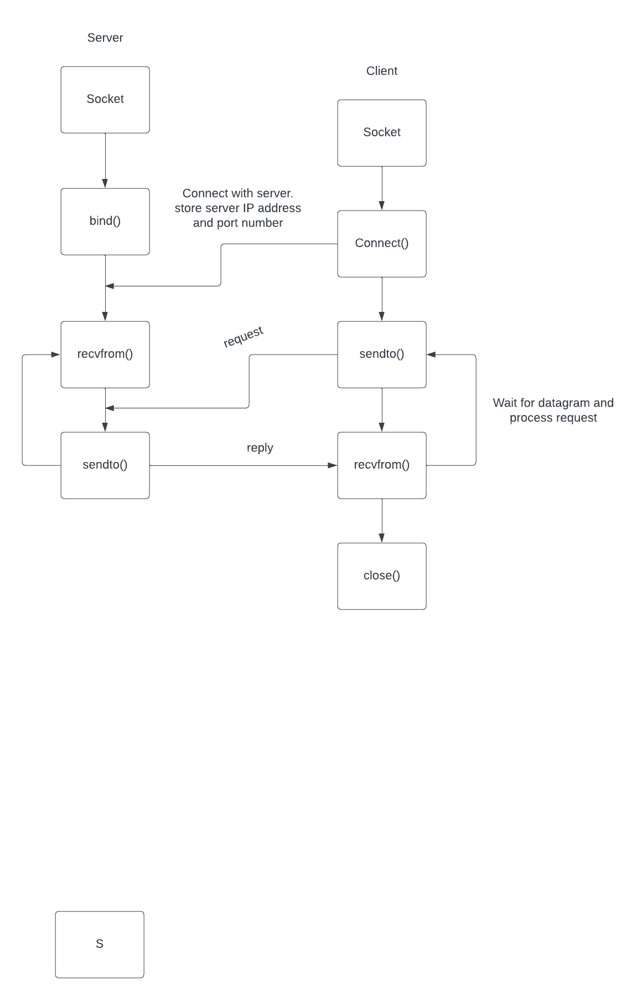 Server
Client
Socket
Socket
Connect with server.
store server IP address
and port number
bind()
Connect()
request
recvfrom()
sendto()
Wait for datagram and
process request
reply
sendto()
recvfrom()
close()
S